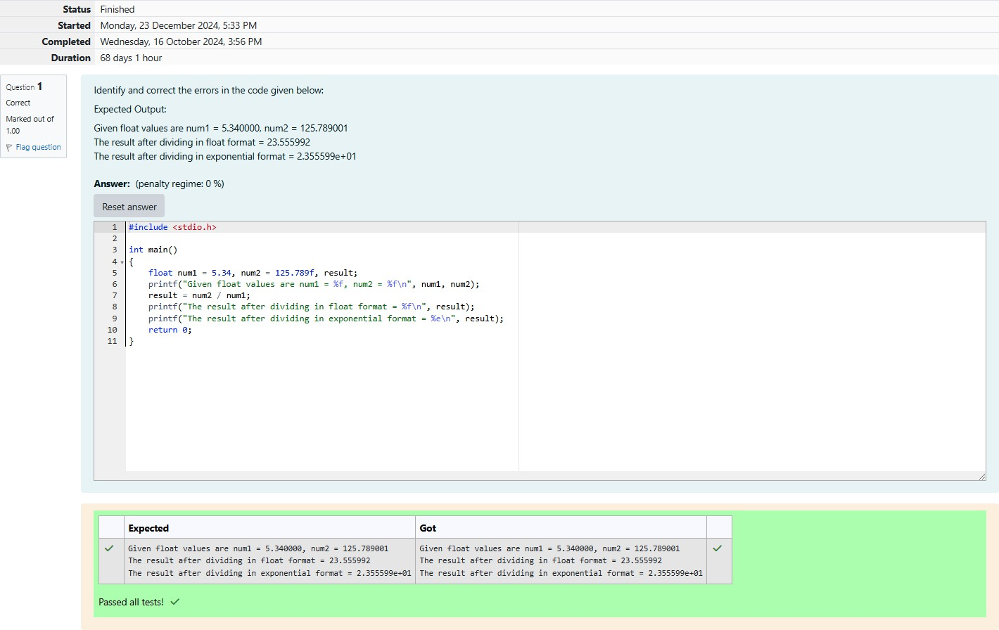 Status Finished
Started Monday, 23 December 2024, 5:33 PM
Completed Wednesday, 16 October 2024, 3:56 PM
Duration 68 days 1 hour
Question 1
Correct
Marked out of
1.00
Flag question
Identify and correct the errors in the code given below:
Expected Output:
Given float values are num1 = 5.340000, num2 = 125.789001
The result after dividing in float format = 23.555992
The result after dividing in exponential format = 2.355599e+01
Answer: (penalty regime: 0 %)
Reset answer
1 #include <stdio.h>
2
3 int main()
4 {
5     float num1 = 5.34, num2 = 125.789f, result;
6     printf("Given float values are num1 = %f, num2 = %f\n", num1, num2);
7     result = num2 / num1;
8     printf("The result after dividing in float format = %f\n", result);
9     printf("The result after dividing in exponential format = %e\n", result);
10     return 0;
11 }
Expected Got
Given float values are num1 = 5.340000, num2 = 125.789001 Given float values are num1 = 5.340000, num2 = 125.789001
The result after dividing in float format = 23.555992 The result after dividing in float format = 23.555992
The result after dividing in exponential format = 2.355599e+01 The result after dividing in exponential format = 2.355599e+01
Passed all tests!